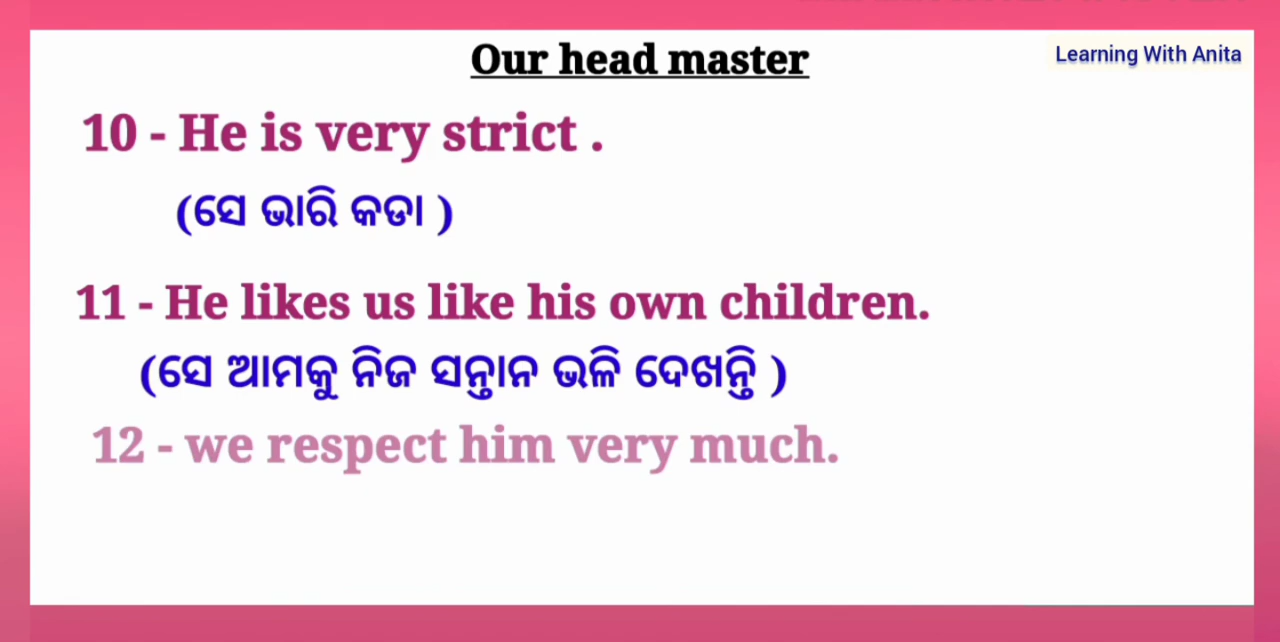 Our head master
Learning With Anita
10 - He is very strict .
(ସେ ଭାରି କଡା )
11 - He likes us like his own children.
(ସେ ଆମକୁ ନିଜ ସନ୍ତାନ ଭଳି ଦେଖନ୍ତି )
12 - we respect him very much.